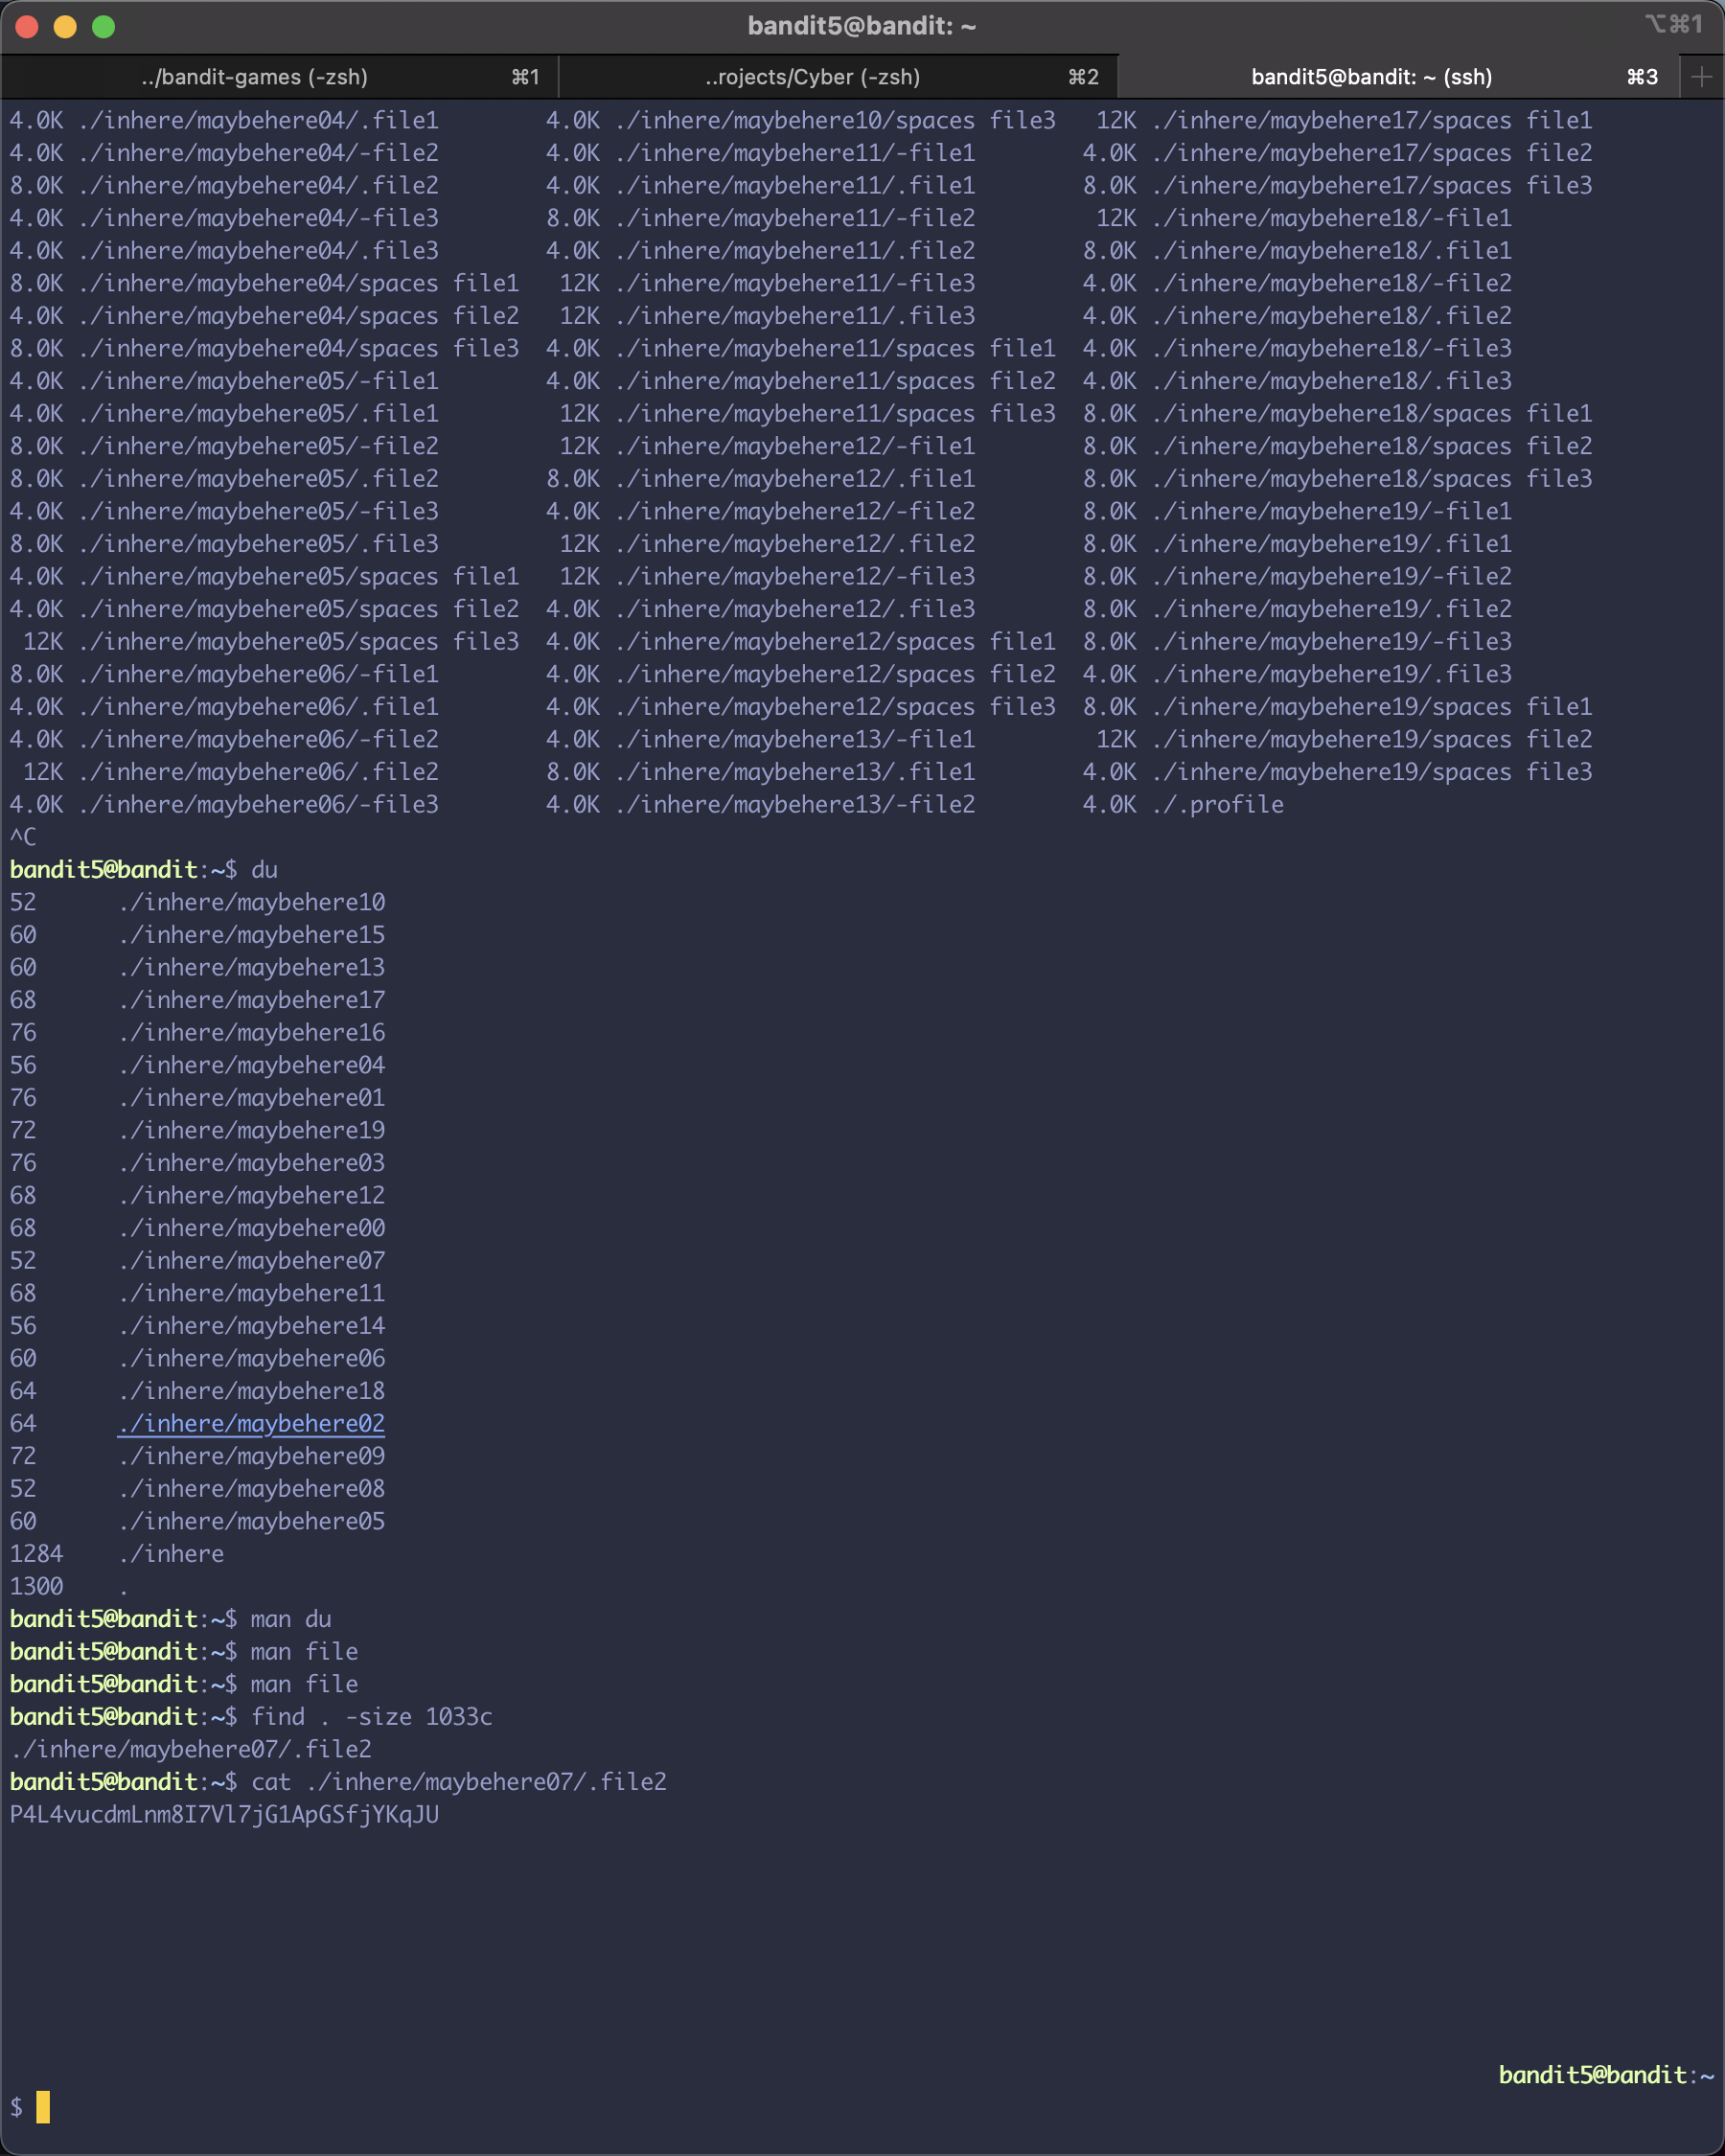 bandit5@bandit: ~ ⌥⌘1
../bandit-games (-zsh) ⌘1 ..rojects/Cyber (-zsh) ⌘2 bandit5@bandit: ~ (ssh) ⌘3 +
4.0K ./inhere/maybehere04/.file1 4.0K ./inhere/maybehere10/spaces file3 12K ./inhere/maybehere17/spaces file1
4.0K ./inhere/maybehere04/-file2 4.0K ./inhere/maybehere11/-file1 4.0K ./inhere/maybehere17/spaces file2
8.0K ./inhere/maybehere04/.file2 4.0K ./inhere/maybehere11/.file1 8.0K ./inhere/maybehere17/spaces file3
4.0K ./inhere/maybehere04/-file3 8.0K ./inhere/maybehere11/-file2 12K ./inhere/maybehere18/-file1
4.0K ./inhere/maybehere04/.file3 4.0K ./inhere/maybehere11/.file2 8.0K ./inhere/maybehere18/.file1
8.0K ./inhere/maybehere04/spaces file1 12K ./inhere/maybehere11/-file3 4.0K ./inhere/maybehere18/-file2
4.0K ./inhere/maybehere04/spaces file2 12K ./inhere/maybehere11/.file3 4.0K ./inhere/maybehere18/.file2
8.0K ./inhere/maybehere04/spaces file3 4.0K ./inhere/maybehere11/spaces file1 4.0K ./inhere/maybehere18/-file3
4.0K ./inhere/maybehere05/-file1 4.0K ./inhere/maybehere11/spaces file2 4.0K ./inhere/maybehere18/.file3
4.0K ./inhere/maybehere05/.file1 12K ./inhere/maybehere11/spaces file3 8.0K ./inhere/maybehere18/spaces file1
8.0K ./inhere/maybehere05/-file2 12K ./inhere/maybehere12/-file1 8.0K ./inhere/maybehere18/spaces file2
8.0K ./inhere/maybehere05/.file2 8.0K ./inhere/maybehere12/.file1 8.0K ./inhere/maybehere18/spaces file3
4.0K ./inhere/maybehere05/-file3 4.0K ./inhere/maybehere12/-file2 8.0K ./inhere/maybehere19/-file1
8.0K ./inhere/maybehere05/.file3 12K ./inhere/maybehere12/.file2 8.0K ./inhere/maybehere19/.file1
4.0K ./inhere/maybehere05/spaces file1 12K ./inhere/maybehere12/-file3 8.0K ./inhere/maybehere19/-file2
4.0K ./inhere/maybehere05/spaces file2 4.0K ./inhere/maybehere12/.file3 8.0K ./inhere/maybehere19/.file2
12K ./inhere/maybehere05/spaces file3 4.0K ./inhere/maybehere12/spaces file1 8.0K ./inhere/maybehere19/-file3
8.0K ./inhere/maybehere06/-file1 4.0K ./inhere/maybehere12/spaces file2 4.0K ./inhere/maybehere19/.file3
4.0K ./inhere/maybehere06/.file1 4.0K ./inhere/maybehere12/spaces file3 8.0K ./inhere/maybehere19/spaces file1
4.0K ./inhere/maybehere06/-file2 4.0K ./inhere/maybehere13/-file1 12K ./inhere/maybehere19/spaces file2
12K ./inhere/maybehere06/.file2 8.0K ./inhere/maybehere13/.file1 4.0K ./inhere/maybehere19/spaces file3
4.0K ./inhere/maybehere06/-file3 4.0K ./inhere/maybehere13/-file2 4.0K ./.profile
^C
bandit5@bandit:~$ du
52 ./inhere/maybehere10
60 ./inhere/maybehere15
60 ./inhere/maybehere13
68 ./inhere/maybehere17
76 ./inhere/maybehere16
56 ./inhere/maybehere04
76 ./inhere/maybehere01
72 ./inhere/maybehere19
76 ./inhere/maybehere03
68 ./inhere/maybehere12
68 ./inhere/maybehere00
52 ./inhere/maybehere07
68 ./inhere/maybehere11
56 ./inhere/maybehere14
60 ./inhere/maybehere06
64 ./inhere/maybehere18
64 ./inhere/maybehere02
72 ./inhere/maybehere09
52 ./inhere/maybehere08
60 ./inhere/maybehere05
1284 ./inhere
1300 .
bandit5@bandit:~$ man du
bandit5@bandit:~$ man file
bandit5@bandit:~$ man file
bandit5@bandit:~$ find . -size 1033c
./inhere/maybehere07/.file2
bandit5@bandit:~$ cat ./inhere/maybehere07/.file2
P4L4vucdmLnm8I7Vl7jG1ApGSfjYKqJU
bandit5@bandit:~
$